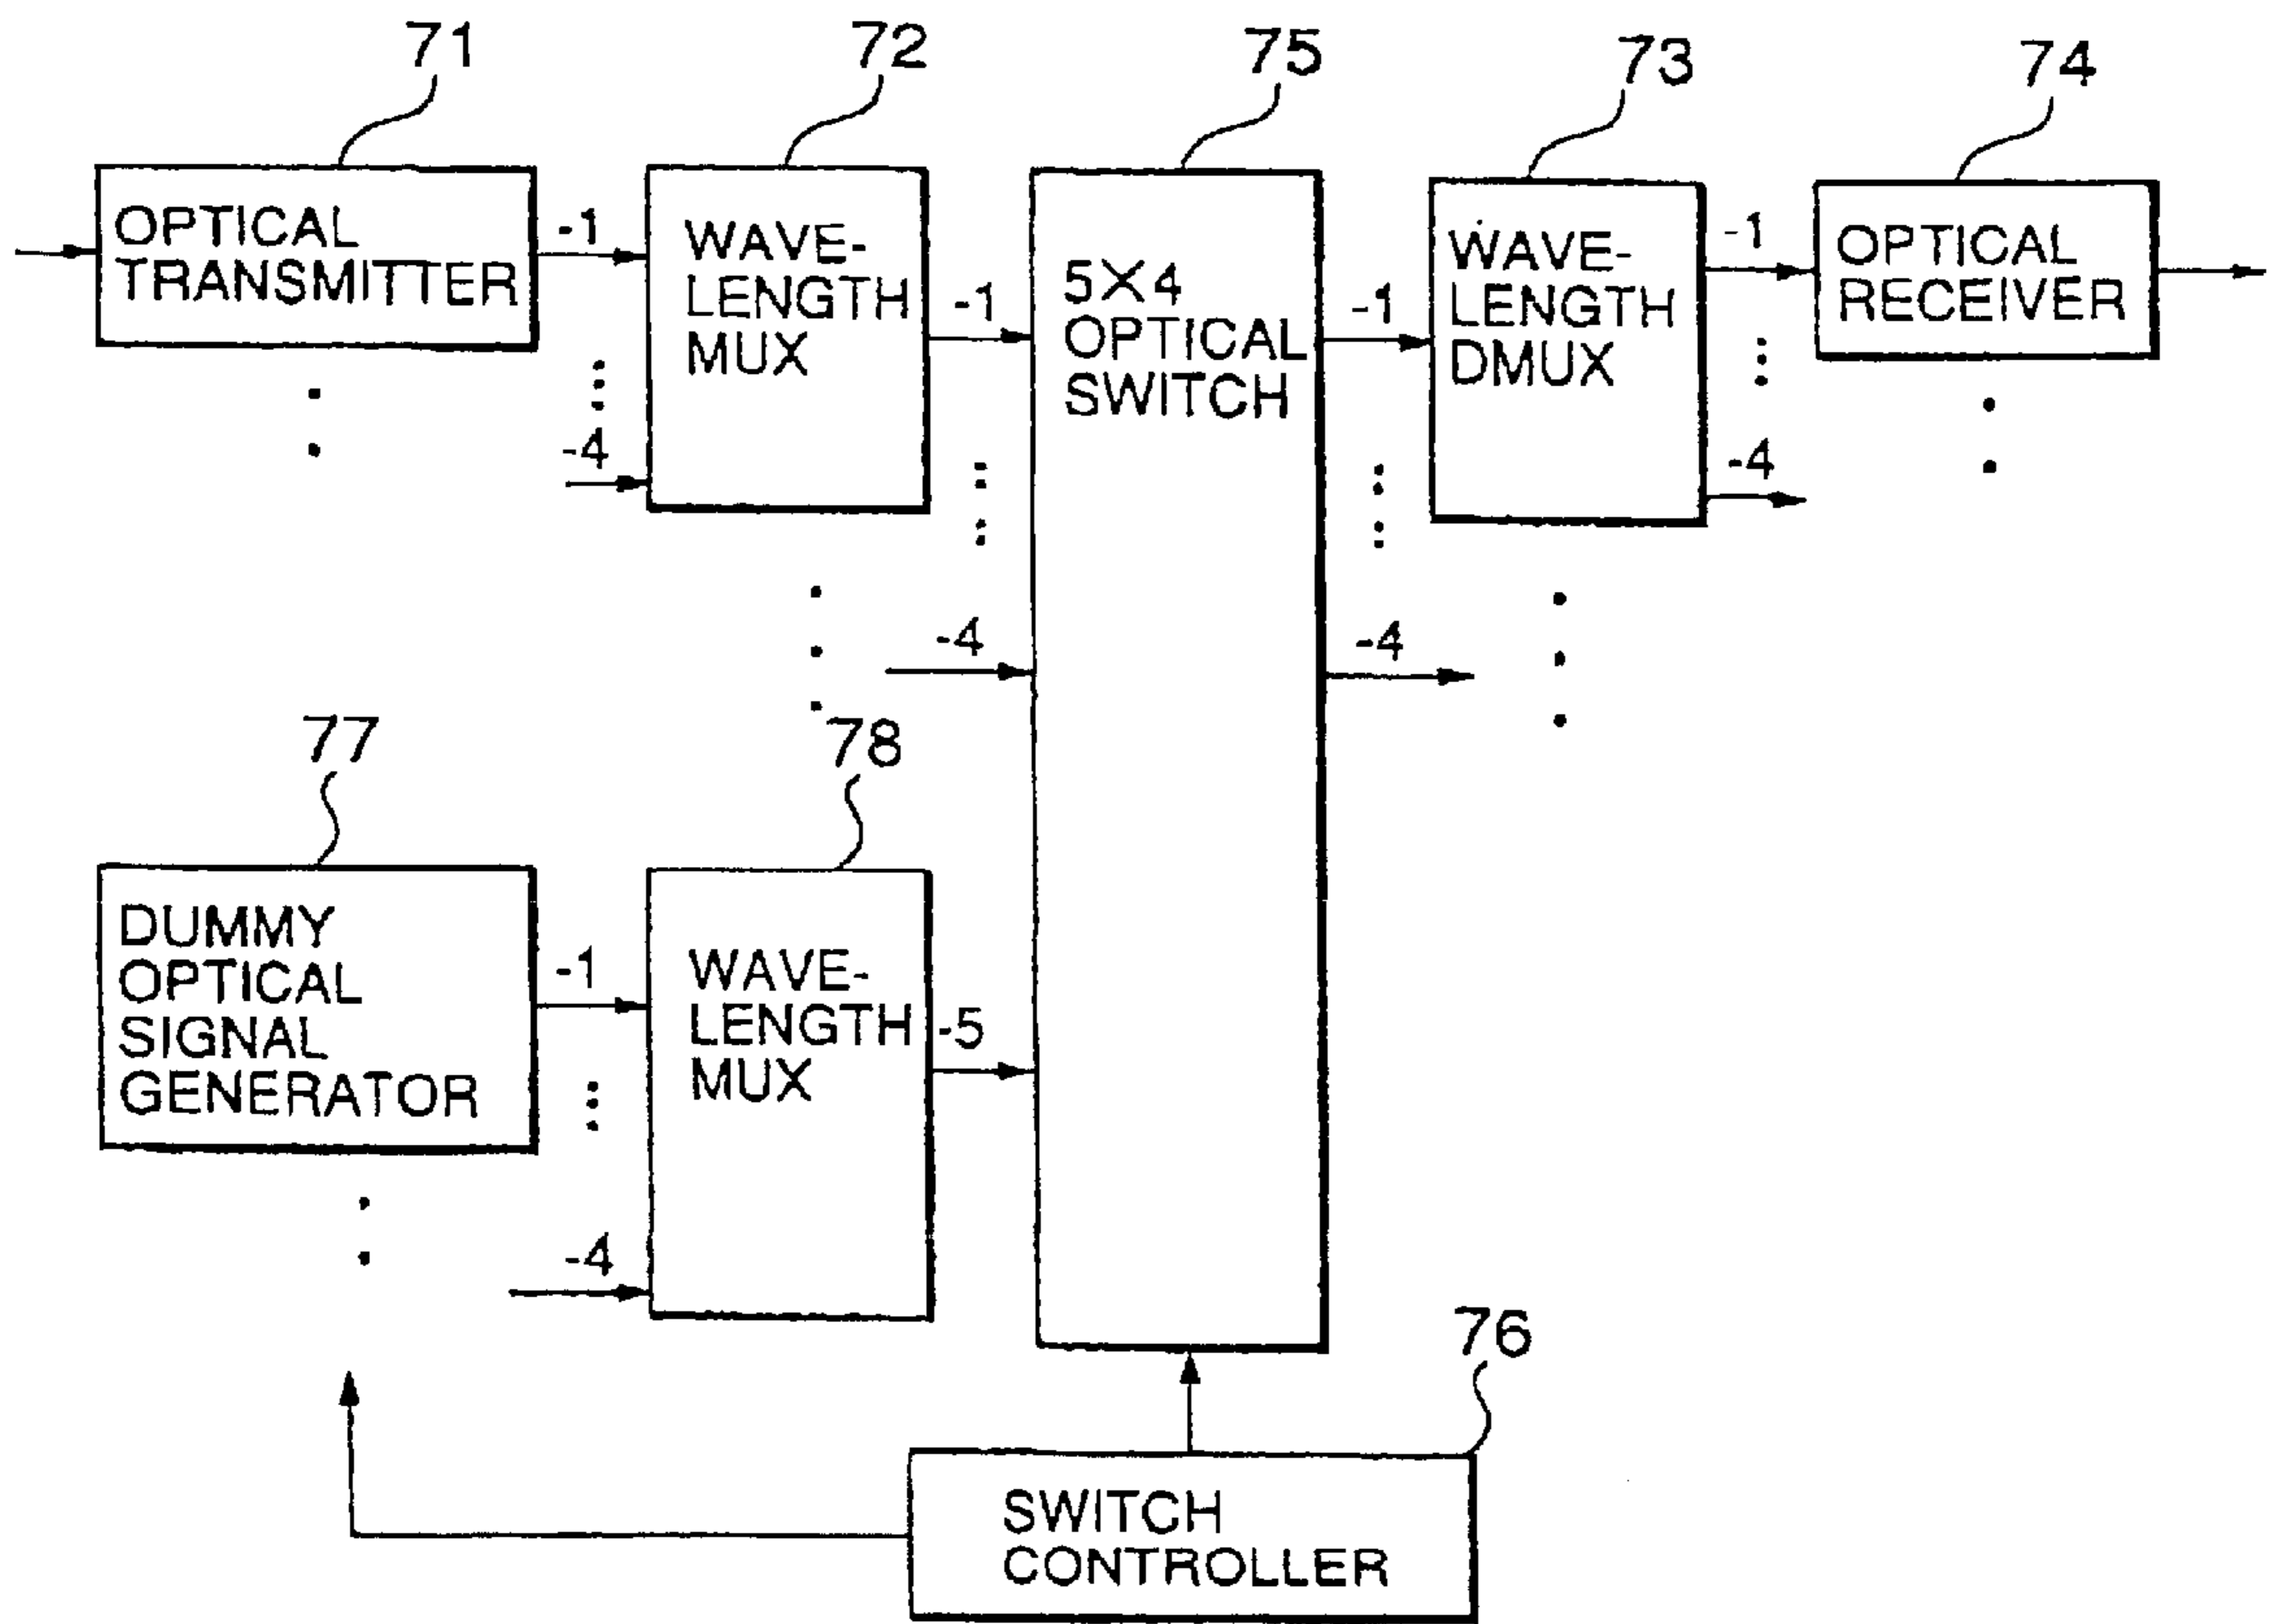 71
72
75
73
74
OPTICAL
TRANSMITTER
-1
-4
WAVE-
LENGTH
MUX
-1
-4
5X4
OPTICAL
SWITCH
-1
-4
WAVE-
LENGTH
DMUX
-1
-4
OPTICAL
RECEIVER
77
78
DUMMY
OPTICAL
SIGNAL
GENERATOR
-1
-4
WAVE-
LENGTH
MUX
-5
76
SWITCH
CONTROLLER